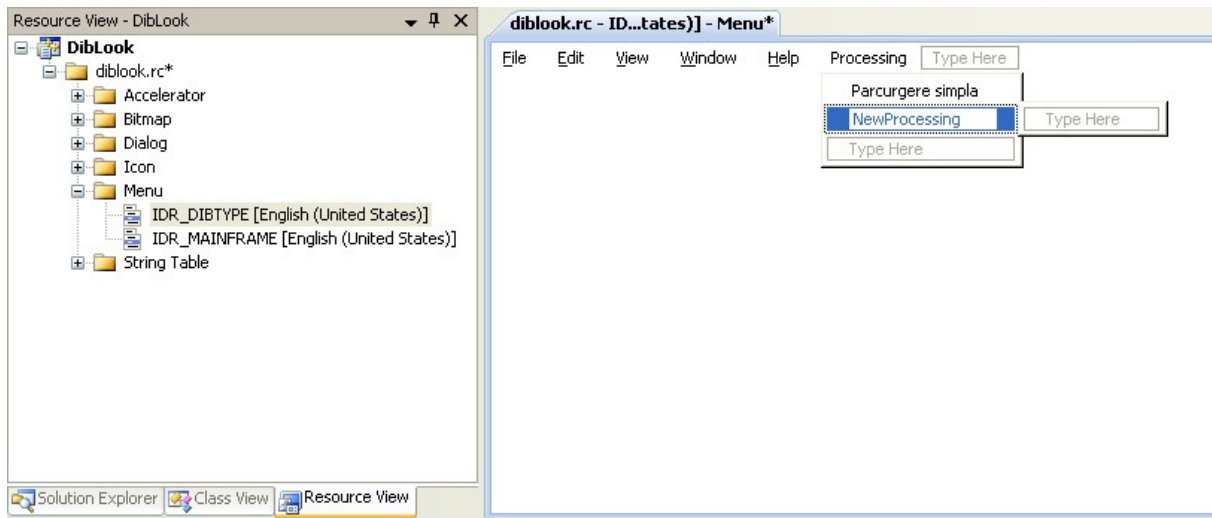 Resource View - DibLook
DibLook
diblook.rc*
Accelerator
Bitmap
Dialog
Icon
Menu
IDR_DIBTYPE [English (United States)]
IDR_MAINFRAME [English (United States)]
String Table
Solution Explorer Class View Resource View
diblook.rc - ID...tates)] - Menu*
File Edit View Window Help Processing Type Here
Parcurgere simpla
NewProcessing Type Here
Type Here